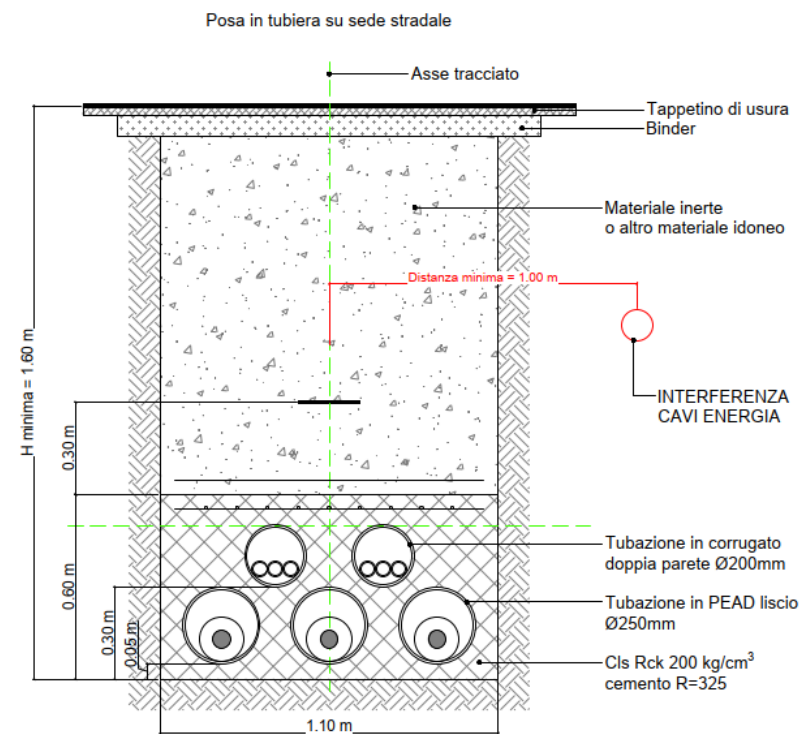 Posa in tubiera su sede stradale
Asse tracciato
Tappetino di usura
Binder
Materiale inerte
o altro materiale idoneo
Distanza minima = 1.00 m
INTERFERENZA
CAVI ENERGIA
H minima = 1.60 m
0.30 m
0.60 m
0.30 m
0.05 m
Tubazione in corrugato
doppia parete Ø200mm
Tubazione in PEAD liscio
Ø250mm
Cls Rck 200 kg/cm³
cemento R=325
1.10 m